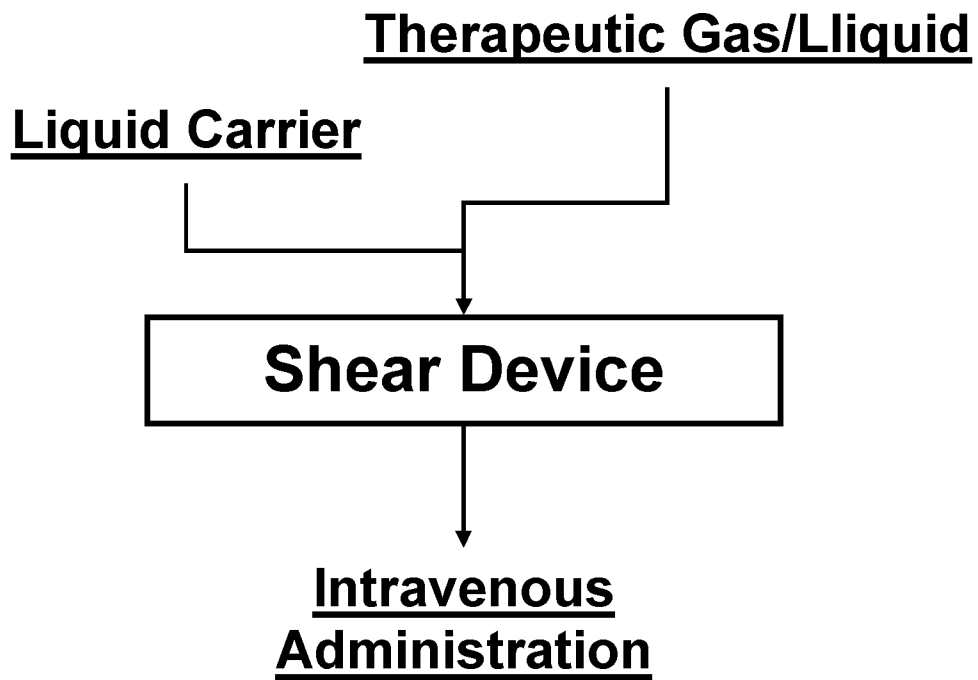 Therapeutic Gas/Lliquid
Liquid Carrier
Shear Device
Intravenous
Administration